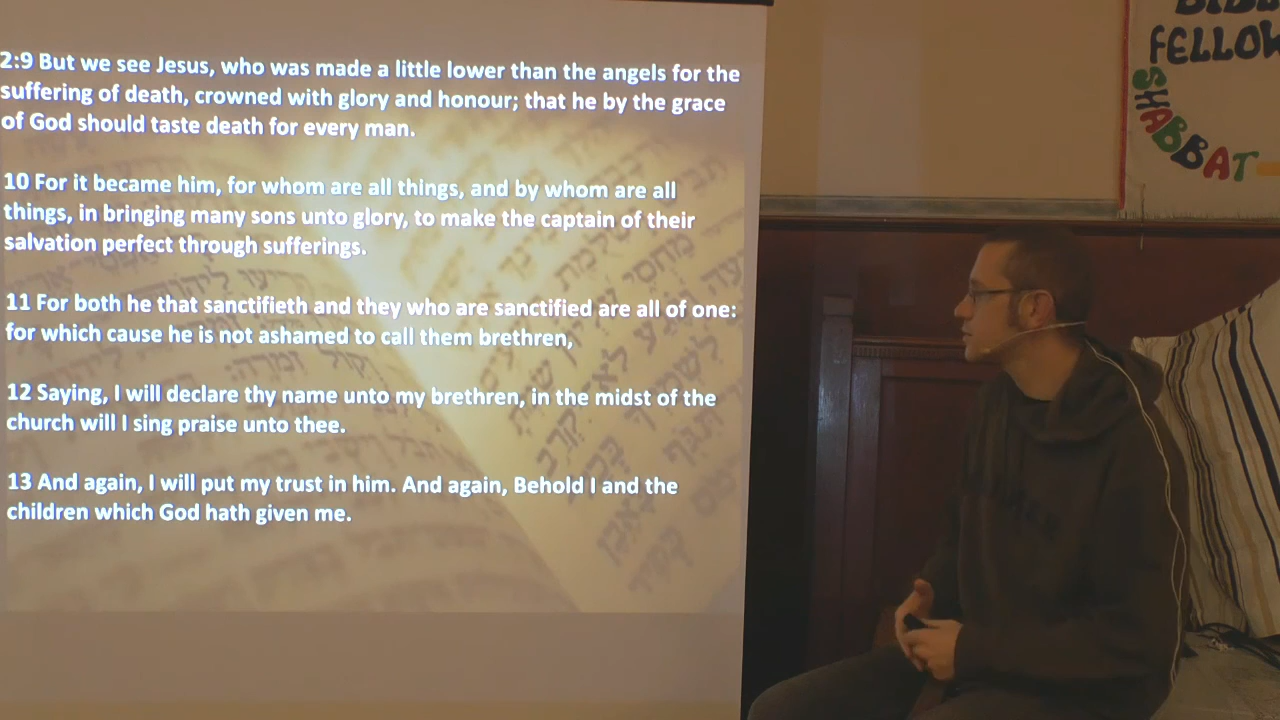 2:9 But we see Jesus, who was made a little lower than the angels for the
suffering of death, crowned with glory and honour; that he by the grace
of God should taste death for every man.
10 For it became him, for whom are all things, and by whom are all
things, in bringing many sons unto glory, to make the captain of their
salvation perfect through sufferings.
11 For both he that sanctifieth and they who are sanctified are all of one:
for which cause he is not ashamed to call them brethren,
12 Saying, I will declare thy name unto my brethren, in the midst of the
church will I sing praise unto thee.
13 And again, I will put my trust in him. And again, Behold I and the
children which God hath given me.
FELLOW
SHABBAT